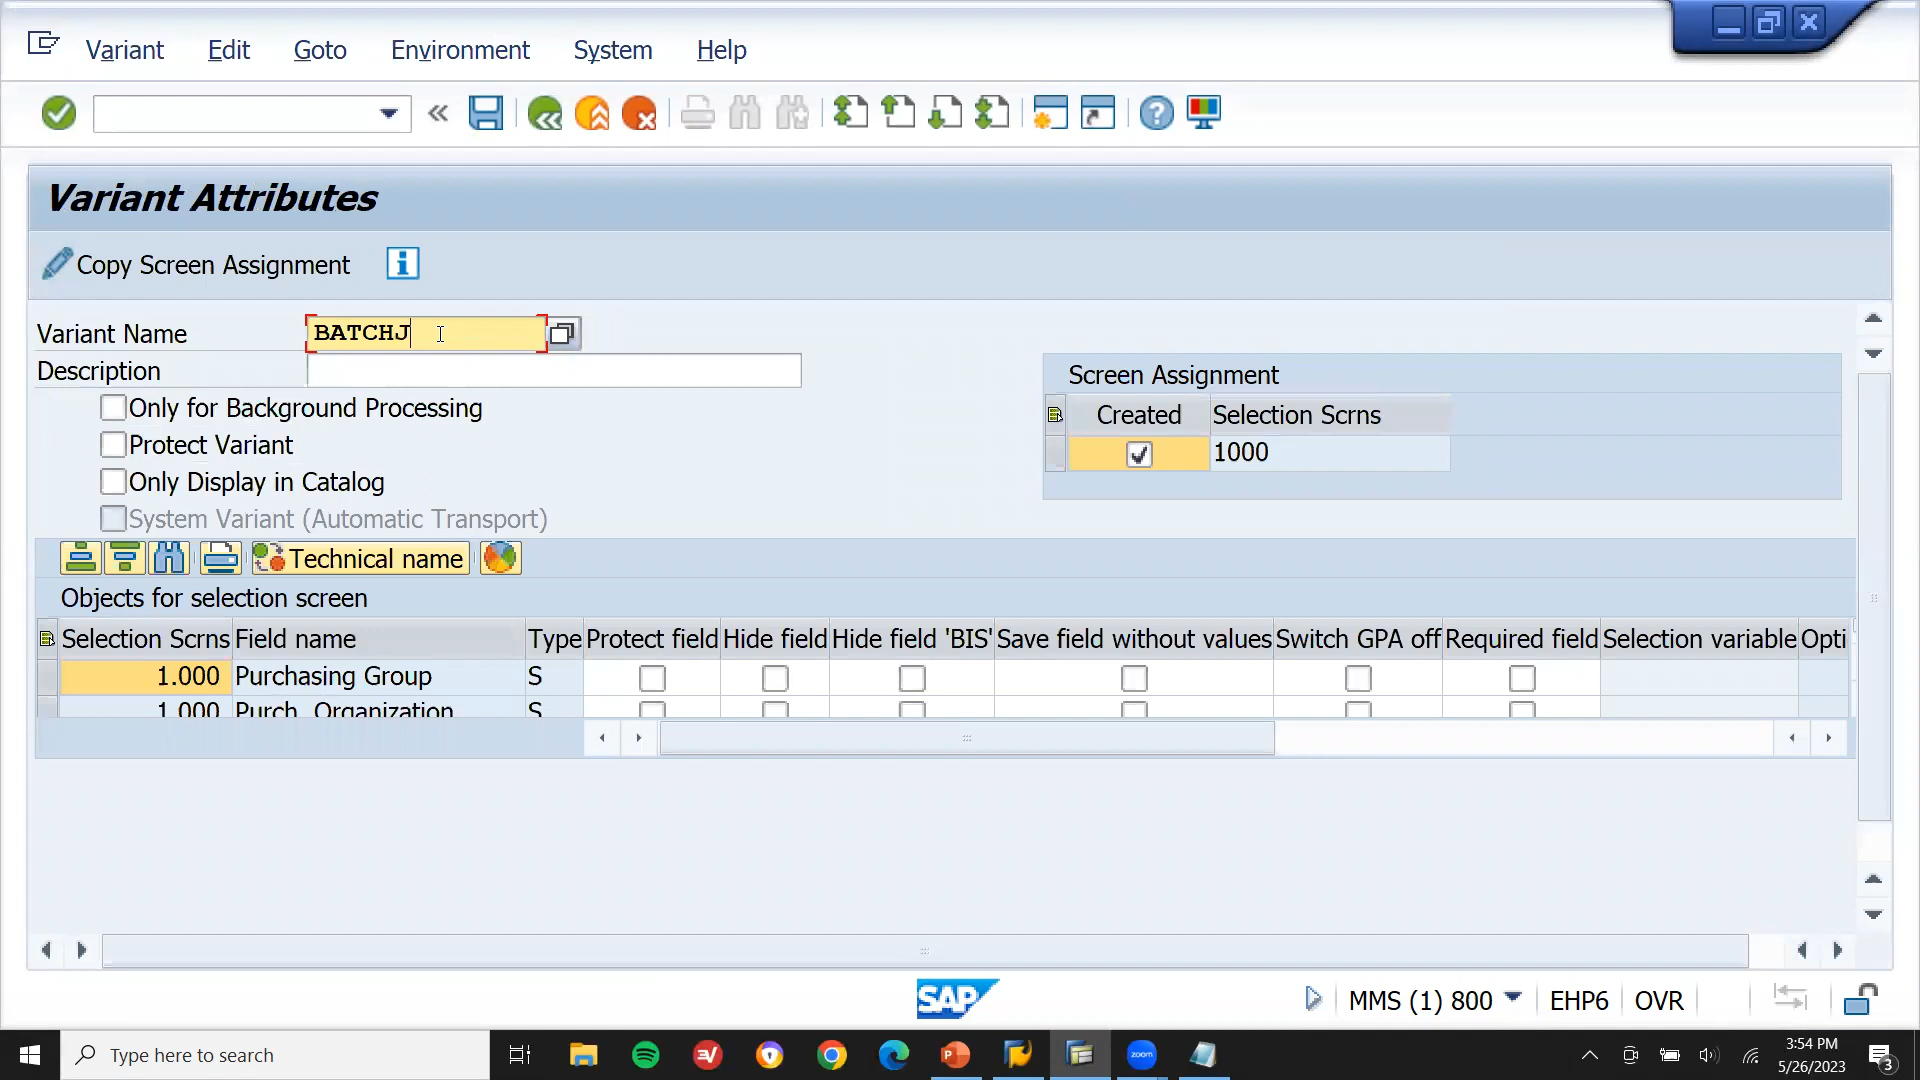 Variant Edit Goto Environment System Help
Variant Attributes
Copy Screen Assignment
Variant Name BATCHJ
Description
Only for Background Processing
Protect Variant
Only Display in Catalog
System Variant (Automatic Transport)
Screen Assignment
Created Selection Scrns
1000
Technical name
Objects for selection screen
Selection Scrns Field name Type Protect field Hide field Hide field 'BIS' Save field without values Switch GPA off Required field Selection variable Opti
1.000 Purchasing Group S
1.000 Purch. Organization S
SAP MMS (1) 800 EHP6 OVR
Type here to search
zoom
3:54 PM
5/26/2023
3